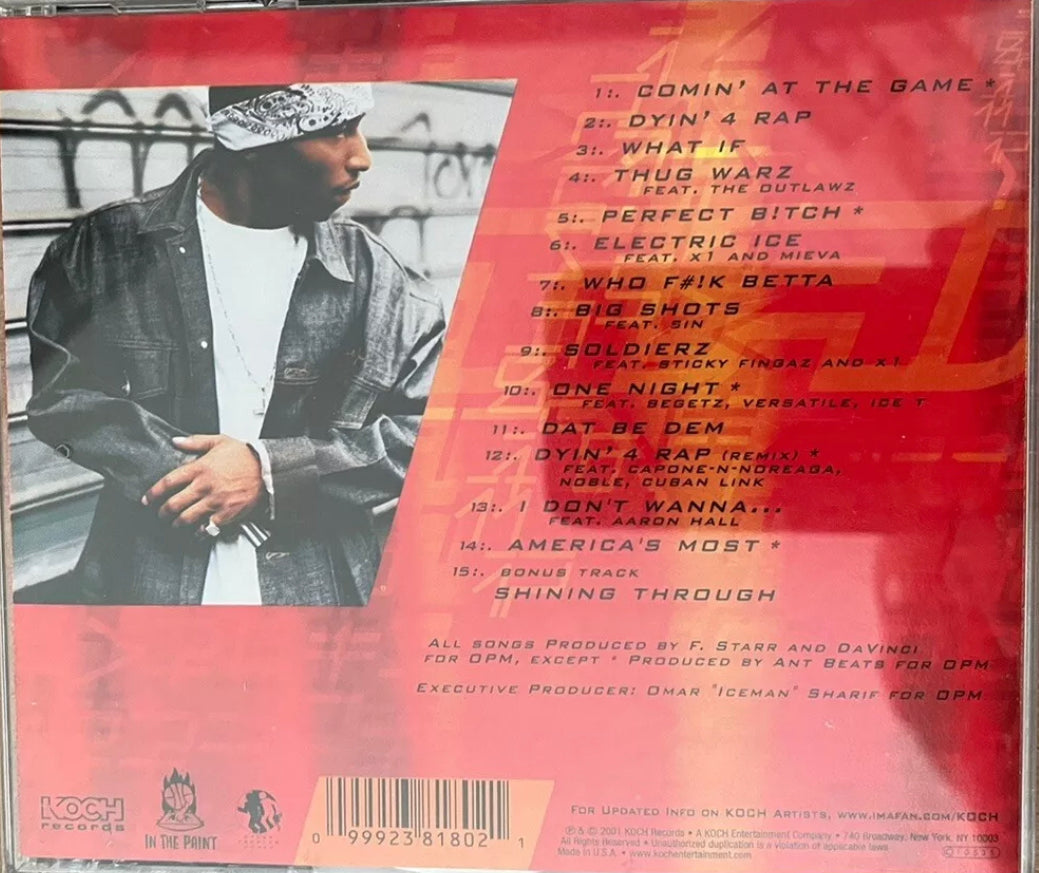 1:. COMIN' AT THE GAME *
2:. DYIN' 4 RAP
3:. WHAT IF
4:. THUG WARZ
FEAT. THE OUTLAWZ
5:. PERFECT B!TCH *
6:. ELECTRIC ICE
FEAT. X1 AND MIEVA
7:. WHO F#!K BETTA
8:. BIG SHOTS
FEAT. SIN
9:. SOLDIERZ
FEAT. STICKY FINGAZ AND X1
10:. ONE NIGHT *
FEAT. BEGETZ, VERSATILE, ICE T
11:. DAT BE DEM
12:. DYIN' 4 RAP (REMIX) *
FEAT. CAPONE-N-NOREAGA,
NOBLE, CUBAN LINK
13:. I DON'T WANNA...
FEAT. AARON HALL
14:. AMERICA'S MOST *
15:. BONUS TRACK
SHINING THROUGH
ALL SONGS PRODUCED BY F. STARR AND DAVINCI
FOR OPM, EXCEPT * PRODUCED BY ANT BEATS FOR OPM
EXECUTIVE PRODUCER: OMAR "ICEMAN" SHARIF FOR OPM
KOCH
records
IN THE PAINT
0 99923 81802 1
FOR UPDATED INFO ON KOCH ARTISTS, WWW.IMAFAN.COM/KOCH
℗ & © 2001 KOCH Records • A KOCH Entertainment Company • 740 Broadway, New York, NY 10003
All Rights Reserved • Unauthorized duplication is a violation of applicable laws
Made in U.S.A. • www.kochentertainment.com